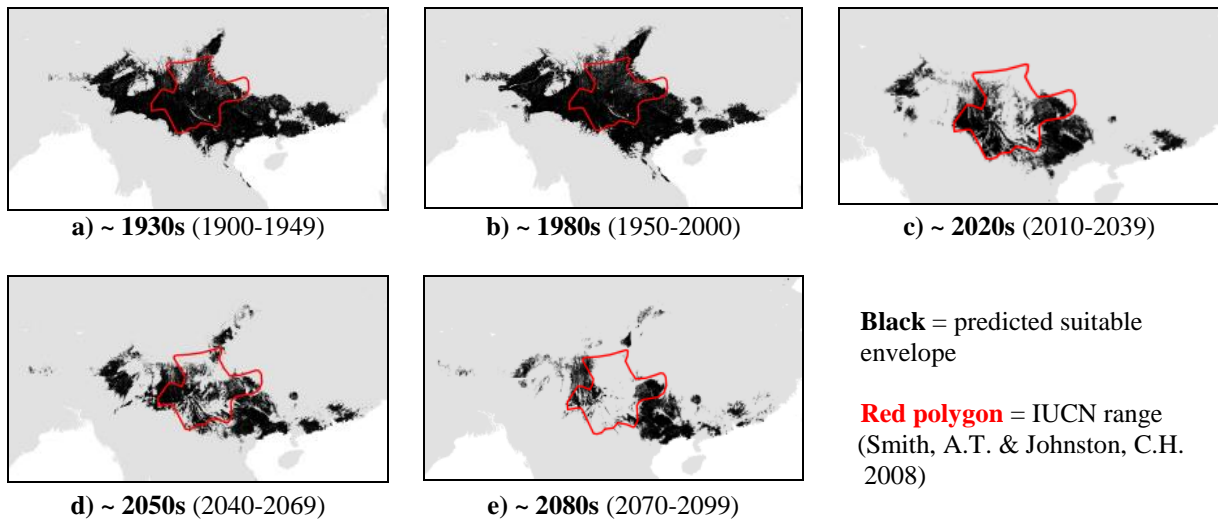 a) ~ 1930s (1900-1949)
b) ~ 1980s (1950-2000)
c) ~ 2020s (2010-2039)
d) ~ 2050s (2040-2069)
e) ~ 2080s (2070-2099)
Black = predicted suitable
envelope
Red polygon = IUCN range
(Smith, A.T. & Johnston, C.H.
2008)